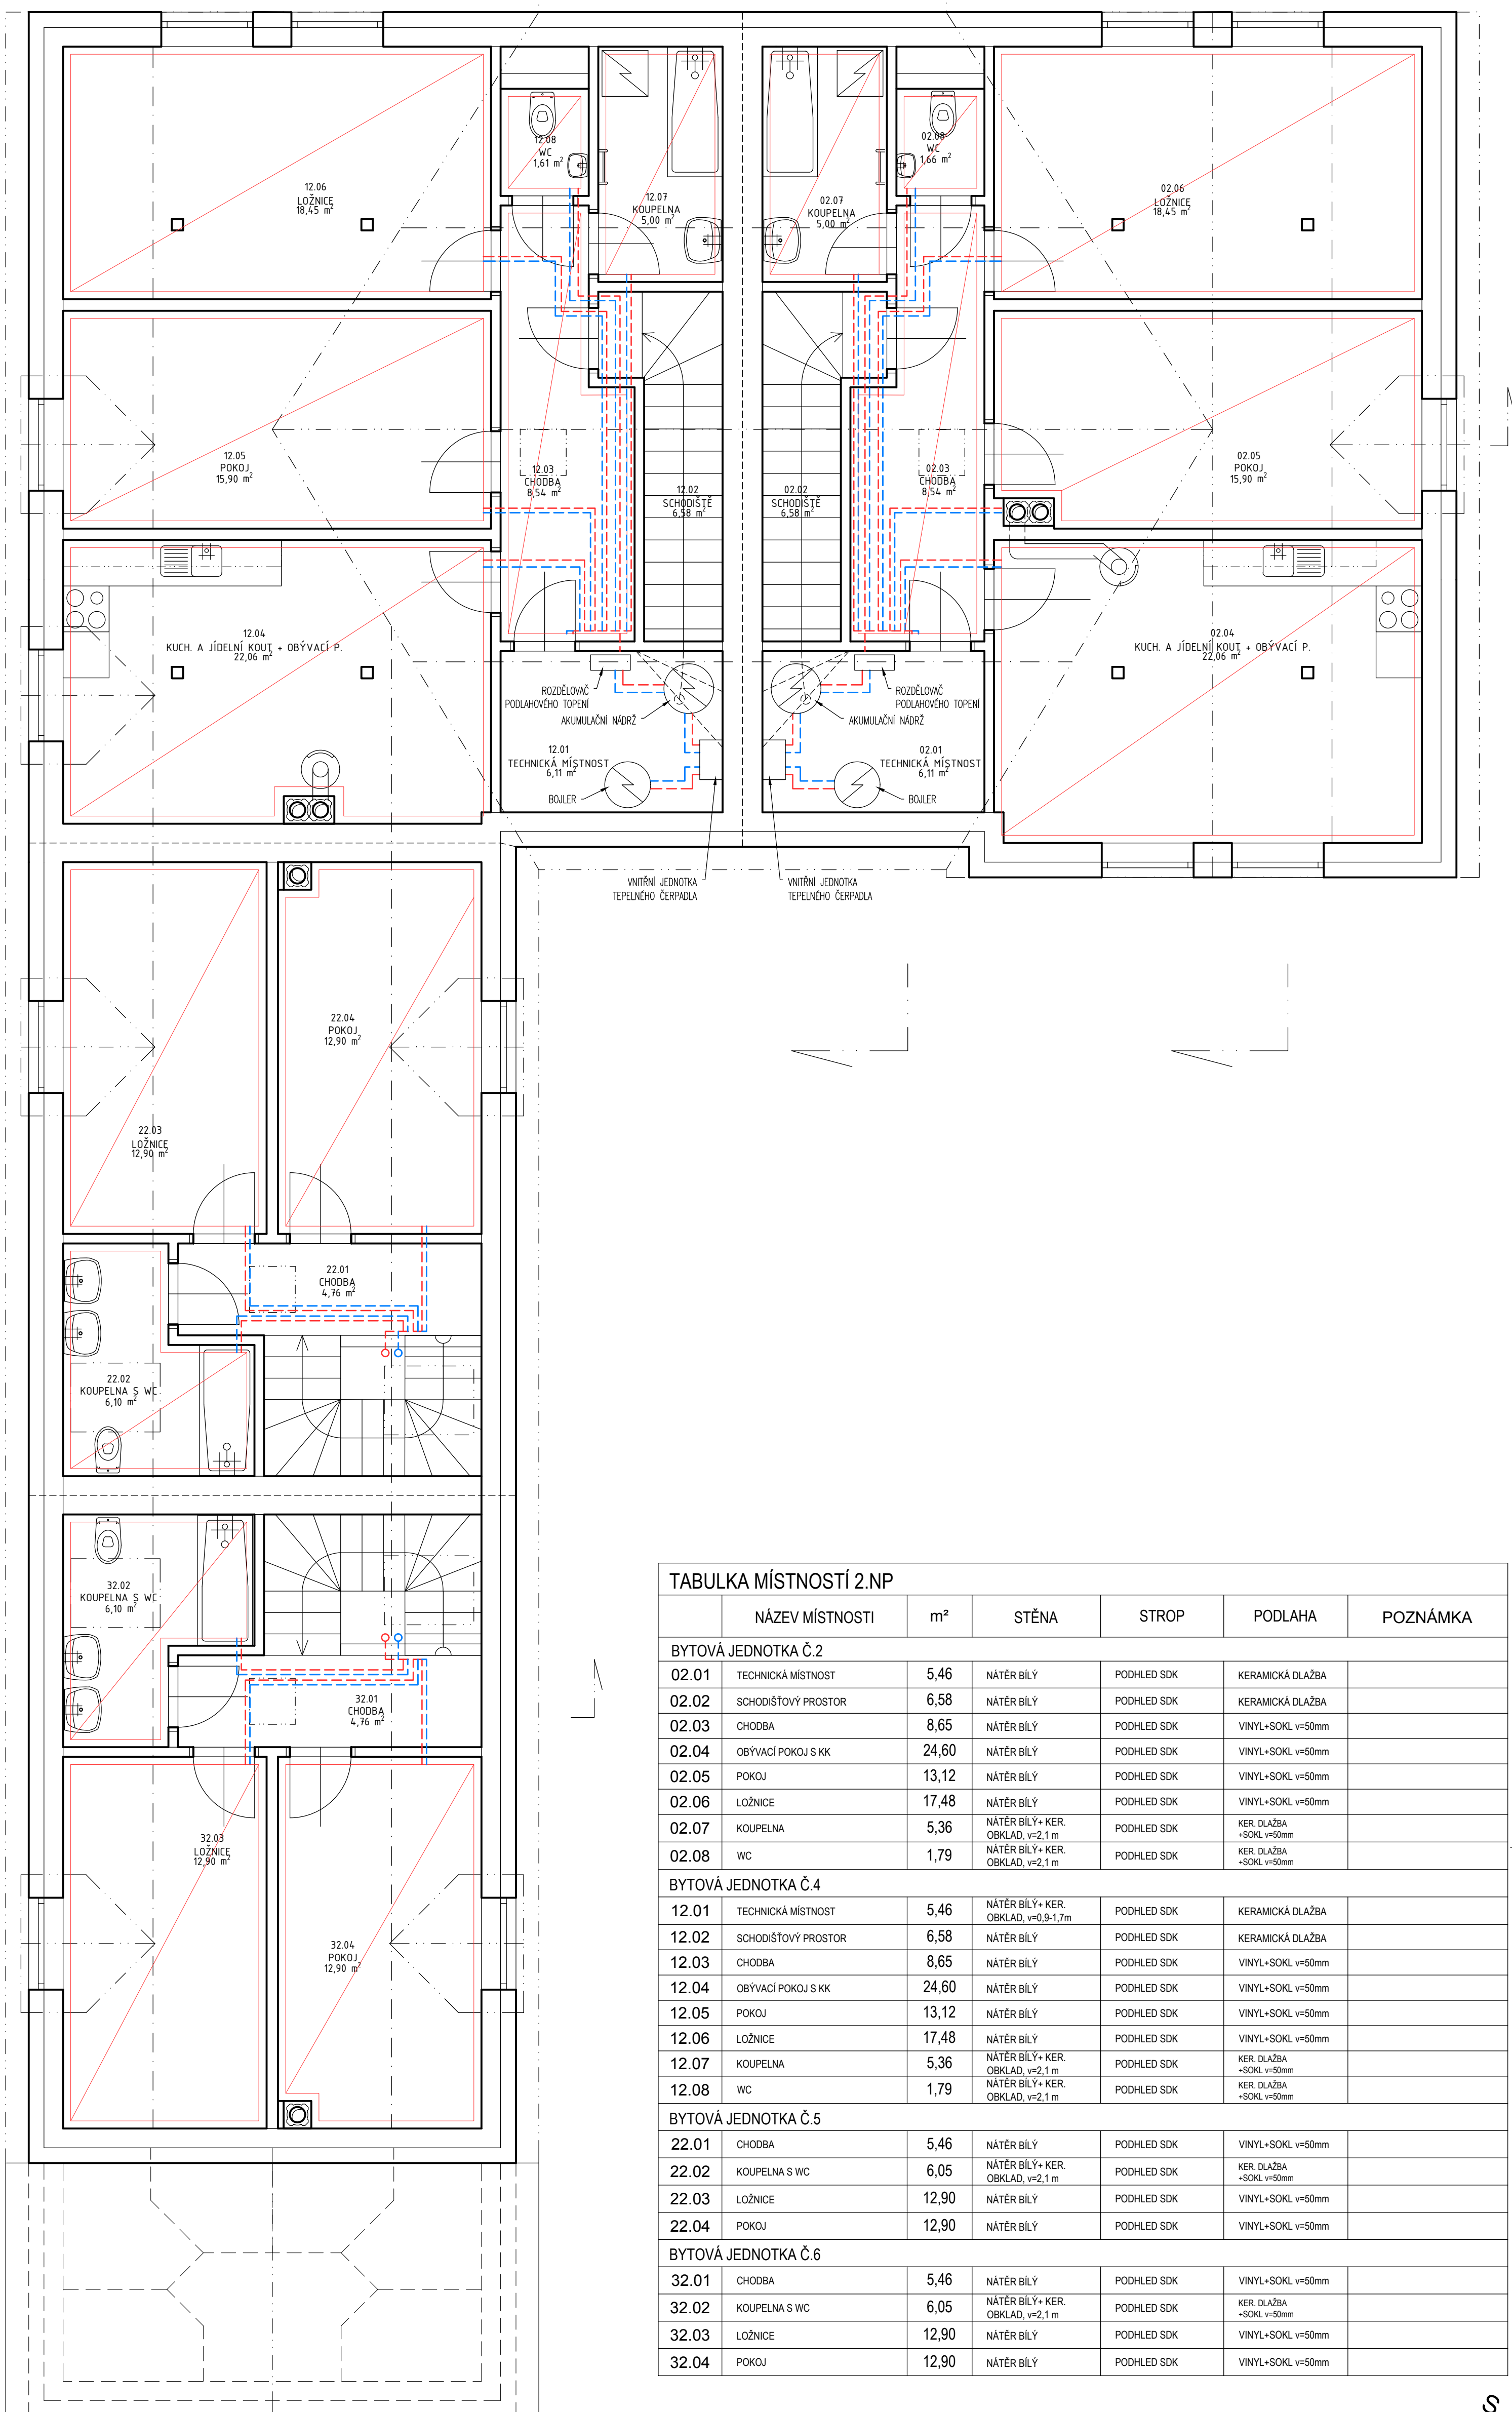 12.06
LOŽNICE
18,45 m²
12.08
WC
1,61 m²
12.07
KOUPELNA
5,00 m²
02.07
KOUPELNA
5,00 m²
02.08
WC
1,66 m²
02.06
LOŽNICE
18,45 m²
12.05
POKOJ
15,90 m²
12.03
CHODBA
8,54 m²
12.02
SCHODIŠTĚ
6,58 m²
02.02
SCHODIŠTĚ
6,58 m²
02.03
CHODBA
8,54 m²
02.05
POKOJ
15,90 m²
12.04
KUCH. A JÍDELNÍ KOUT + OBÝVACÍ P.
22,06 m²
02.04
KUCH. A JÍDELNÍ KOUT + OBÝVACÍ P.
22,06 m²
ROZDĚLOVAČ
PODLAHOVÉHO TOPENÍ
AKUMULAČNÍ NÁDRŽ
12.01
TECHNICKÁ MÍSTNOST
6,11 m²
BOJLER
ROZDĚLOVAČ
PODLAHOVÉHO TOPENÍ
AKUMULAČNÍ NÁDRŽ
02.01
TECHNICKÁ MÍSTNOST
6,11 m²
BOJLER
VNITŘNÍ JEDNOTKA
TEPELNÉHO ČERPADLA
VNITŘNÍ JEDNOTKA
TEPELNÉHO ČERPADLA
22.04
POKOJ
12,90 m²
22.03
LOŽNICE
12,90 m²
22.01
CHODBA
4,76 m²
22.02
KOUPELNA S WC
6,10 m²
32.02
KOUPELNA S WC
6,10 m²
32.01
CHODBA
4,76 m²
32.03
LOŽNICE
12,90 m²
32.04
POKOJ
12,90 m²
TABULKA MÍSTNOSTÍ 2.NP
NÁZEV MÍSTNOSTI m² STĚNA STROP PODLAHA POZNÁMKA
BYTOVÁ JEDNOTKA Č.2
02.01 TECHNICKÁ MÍSTNOST 5,46 NÁTĚR BÍLÝ PODHLED SDK KERAMICKÁ DLAŽBA
02.02 SCHODIŠŤOVÝ PROSTOR 6,58 NÁTĚR BÍLÝ PODHLED SDK KERAMICKÁ DLAŽBA
02.03 CHODBA 8,65 NÁTĚR BÍLÝ PODHLED SDK VINYL+SOKL v=50mm
02.04 OBÝVACÍ POKOJ S KK 24,60 NÁTĚR BÍLÝ PODHLED SDK VINYL+SOKL v=50mm
02.05 POKOJ 13,12 NÁTĚR BÍLÝ PODHLED SDK VINYL+SOKL v=50mm
02.06 LOŽNICE 17,48 NÁTĚR BÍLÝ PODHLED SDK VINYL+SOKL v=50mm
02.07 KOUPELNA 5,36 NÁTĚR BÍLÝ+ KER. OBKLAD, v=2,1 m PODHLED SDK KER. DLAŽBA +SOKL v=50mm
02.08 WC 1,79 NÁTĚR BÍLÝ+ KER. OBKLAD, v=2,1 m PODHLED SDK KER. DLAŽBA +SOKL v=50mm
BYTOVÁ JEDNOTKA Č.4
12.01 TECHNICKÁ MÍSTNOST 5,46 NÁTĚR BÍLÝ+ KER. OBKLAD, v=0,9-1,7m PODHLED SDK KERAMICKÁ DLAŽBA
12.02 SCHODIŠŤOVÝ PROSTOR 6,58 NÁTĚR BÍLÝ PODHLED SDK KERAMICKÁ DLAŽBA
12.03 CHODBA 8,65 NÁTĚR BÍLÝ PODHLED SDK VINYL+SOKL v=50mm
12.04 OBÝVACÍ POKOJ S KK 24,60 NÁTĚR BÍLÝ PODHLED SDK VINYL+SOKL v=50mm
12.05 POKOJ 13,12 NÁTĚR BÍLÝ PODHLED SDK VINYL+SOKL v=50mm
12.06 LOŽNICE 17,48 NÁTĚR BÍLÝ PODHLED SDK VINYL+SOKL v=50mm
12.07 KOUPELNA 5,36 NÁTĚR BÍLÝ+ KER. OBKLAD, v=2,1 m PODHLED SDK KER. DLAŽBA +SOKL v=50mm
12.08 WC 1,79 NÁTĚR BÍLÝ+ KER. OBKLAD, v=2,1 m PODHLED SDK KER. DLAŽBA +SOKL v=50mm
BYTOVÁ JEDNOTKA Č.5
22.01 CHODBA 5,46 NÁTĚR BÍLÝ PODHLED SDK VINYL+SOKL v=50mm
22.02 KOUPELNA S WC 6,05 NÁTĚR BÍLÝ+ KER. OBKLAD, v=2,1 m PODHLED SDK KER. DLAŽBA +SOKL v=50mm
22.03 LOŽNICE 12,90 NÁTĚR BÍLÝ PODHLED SDK VINYL+SOKL v=50mm
22.04 POKOJ 12,90 NÁTĚR BÍLÝ PODHLED SDK VINYL+SOKL v=50mm
BYTOVÁ JEDNOTKA Č.6
32.01 CHODBA 5,46 NÁTĚR BÍLÝ PODHLED SDK VINYL+SOKL v=50mm
32.02 KOUPELNA S WC 6,05 NÁTĚR BÍLÝ+ KER. OBKLAD, v=2,1 m PODHLED SDK KER. DLAŽBA +SOKL v=50mm
32.03 LOŽNICE 12,90 NÁTĚR BÍLÝ PODHLED SDK VINYL+SOKL v=50mm
32.04 POKOJ 12,90 NÁTĚR BÍLÝ PODHLED SDK VINYL+SOKL v=50mm
S